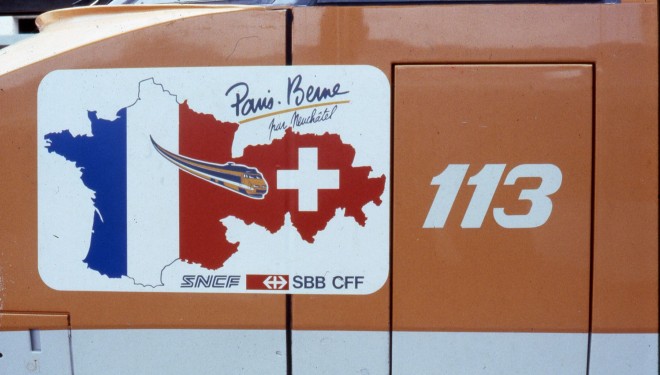 Paris-Berne
par Neuchâtel
113
SNCF SBB CFF